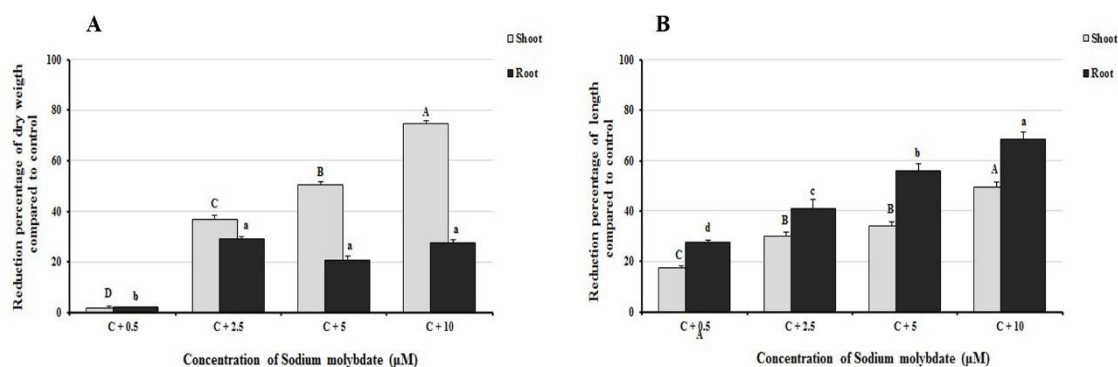 A
Shoot
Root
Reduction percentage of dry weigth
compared to control
100
80
60
40
20
0
D
b
C
a
B
a
A
a
C + 0.5
C + 2.5
C + 5
C + 10
Concentration of Sodium molybdate (µM)
B
Shoot
Root
Reduction percentage of length
compared to control
100
80
60
40
20
0
C
d
B
c
B
b
A
a
C + 0.5
C + 2.5
C + 5
C + 10
A
Concentration of Sodium molybdate (µM)